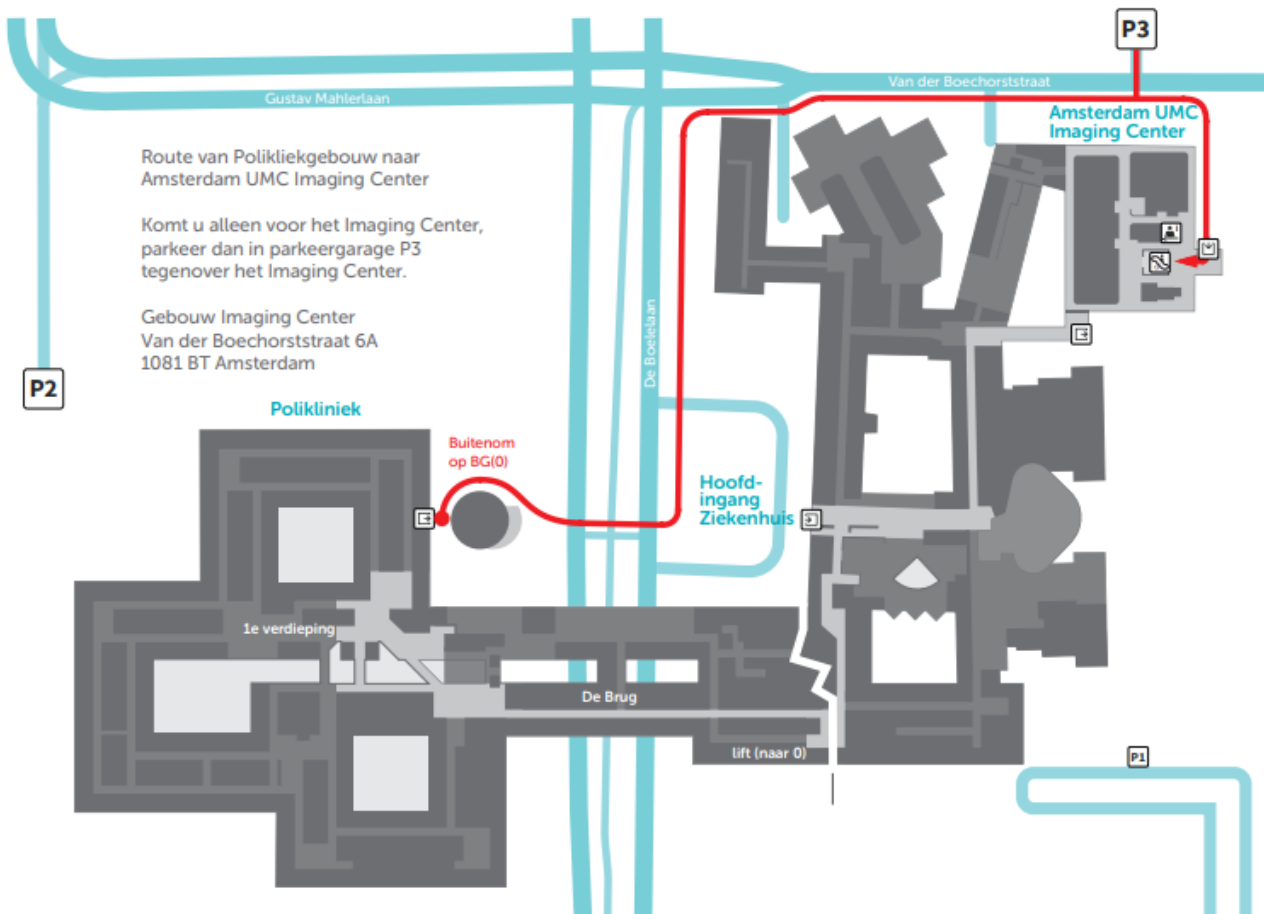 P3
Van der Boechorststraat
Gustav Mahlerlaan
Amsterdam UMC
Imaging Center
Route van Polikliekgebouw naar
Amsterdam UMC Imaging Center
Komt u alleen voor het Imaging Center,
parkeer dan in parkeergarage P3
tegenover het Imaging Center.
Gebouw Imaging Center
Van der Boechorststraat 6A
1081 BT Amsterdam
De Boelelaan
P2
Polikliniek
Buitenom
op BG(0)
Hoofd-
ingang
Ziekenhuis
1e verdieping
De Brug
lift (naar 0)
P1